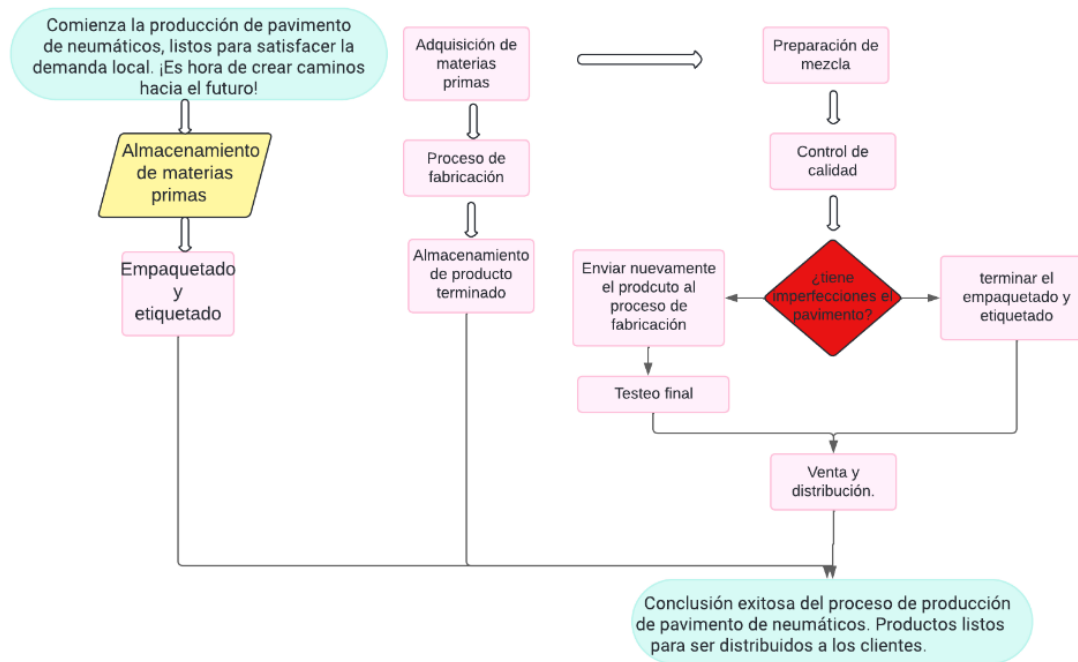 Comienza la producción de pavimento
de neumáticos, listos para satisfacer la
demanda local. ¡Es hora de crear caminos
hacia el futuro!
Adquisición de
materias
primas
Preparación de
mezcla
Almacenamiento
de materias
primas
Proceso de
fabricación
Control de
calidad
Empaquetado
y
etiquetado
Almacenamiento
de producto
terminado
Enviar nuevamente
el prodcuto al
proceso de
fabricación
¿tiene
imperfecciones el
pavimento?
terminar el
empaquetado y
etiquetado
Testeo final
Venta y
distribución.
Conclusión exitosa del proceso de producción
de pavimento de neumáticos. Productos listos
para ser distribuidos a los clientes.